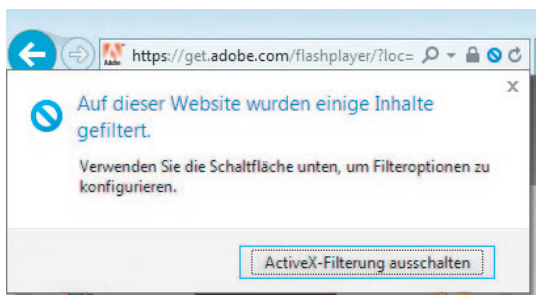 Adobe https://get.adobe.com/flashplayer/?loc=
x
Auf dieser Website wurden einige Inhalte
gefiltert.
Verwenden Sie die Schaltfläche unten, um Filteroptionen zu
konfigurieren.
ActiveX-Filterung ausschalten